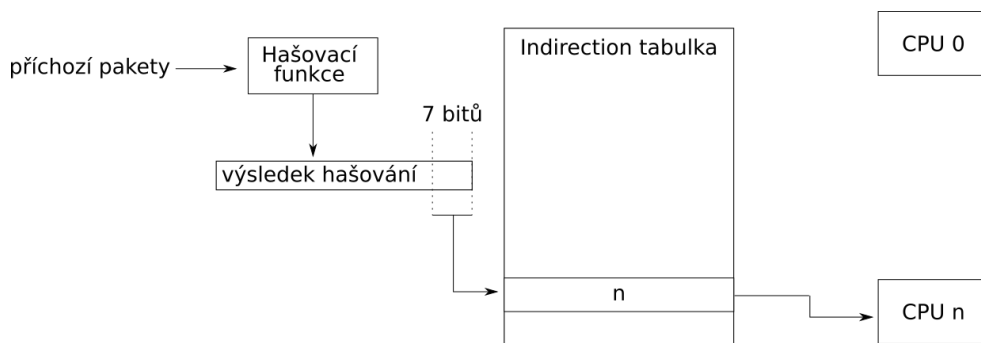 příchozí pakety
Hašovací
funkce
7 bitů
výsledek hašování
Indirection tabulka
n
CPU 0
CPU n